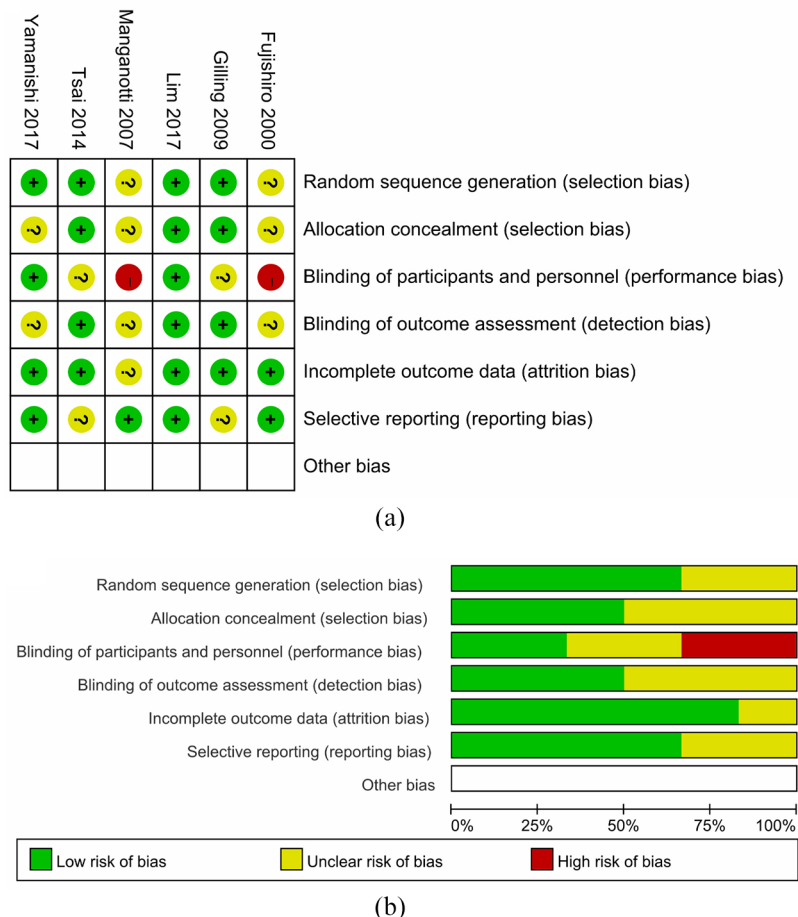 Yamanishi 2017
Tsai 2014
Manganotti 2007
Lim 2017
Gilling 2009
Fujishiro 2000
+ + ? + + ? Random sequence generation (selection bias)
? + ? + + ? Allocation concealment (selection bias)
+ ? – + ? – Blinding of participants and personnel (performance bias)
? + ? + + ? Blinding of outcome assessment (detection bias)
+ + ? + + + Incomplete outcome data (attrition bias)
+ ? + + ? + Selective reporting (reporting bias)
Other bias
(a)
Random sequence generation (selection bias)
Allocation concealment (selection bias)
Blinding of participants and personnel (performance bias)
Blinding of outcome assessment (detection bias)
Incomplete outcome data (attrition bias)
Selective reporting (reporting bias)
Other bias
0% 25% 50% 75% 100%
Low risk of bias Unclear risk of bias High risk of bias
(b)